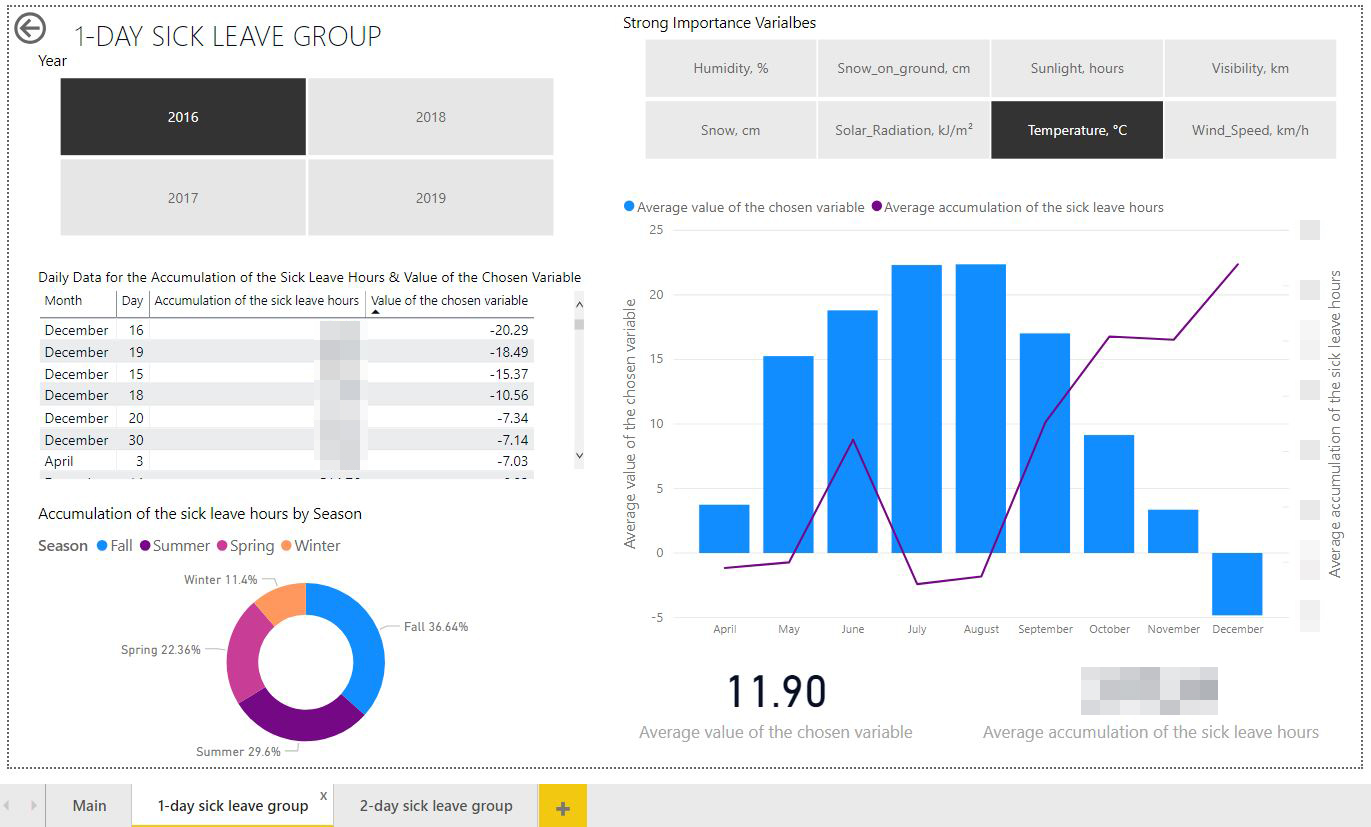 1-DAY SICK LEAVE GROUP
Year
2016
2018
2017
2019
Strong Importance Varialbes
Humidity, %
Snow_on_ground, cm
Sunlight, hours
Visibility, km
Snow, cm
Solar_Radiation, kJ/m²
Temperature, °C
Wind_Speed, km/h
Daily Data for the Accumulation of the Sick Leave Hours & Value of the Chosen Variable
Month Day Accumulation of the sick leave hours Value of the chosen variable
December 16 -20.29
December 19 -18.49
December 15 -15.37
December 18 -10.56
December 20 -7.34
December 30 -7.14
April 3 -7.03
Accumulation of the sick leave hours by Season
Season Fall Summer Spring Winter
Winter 11.4%
Fall 36.64%
Spring 22.36%
Summer 29.6%
Average value of the chosen variable Average accumulation of the sick leave hours
25
20
15
10
5
0
-5
Average value of the chosen variable
Average accumulation of the sick leave hours
April May June July August September October November December
11.90
Average value of the chosen variable
Average accumulation of the sick leave hours
Main
1-day sick leave group x
2-day sick leave group
+